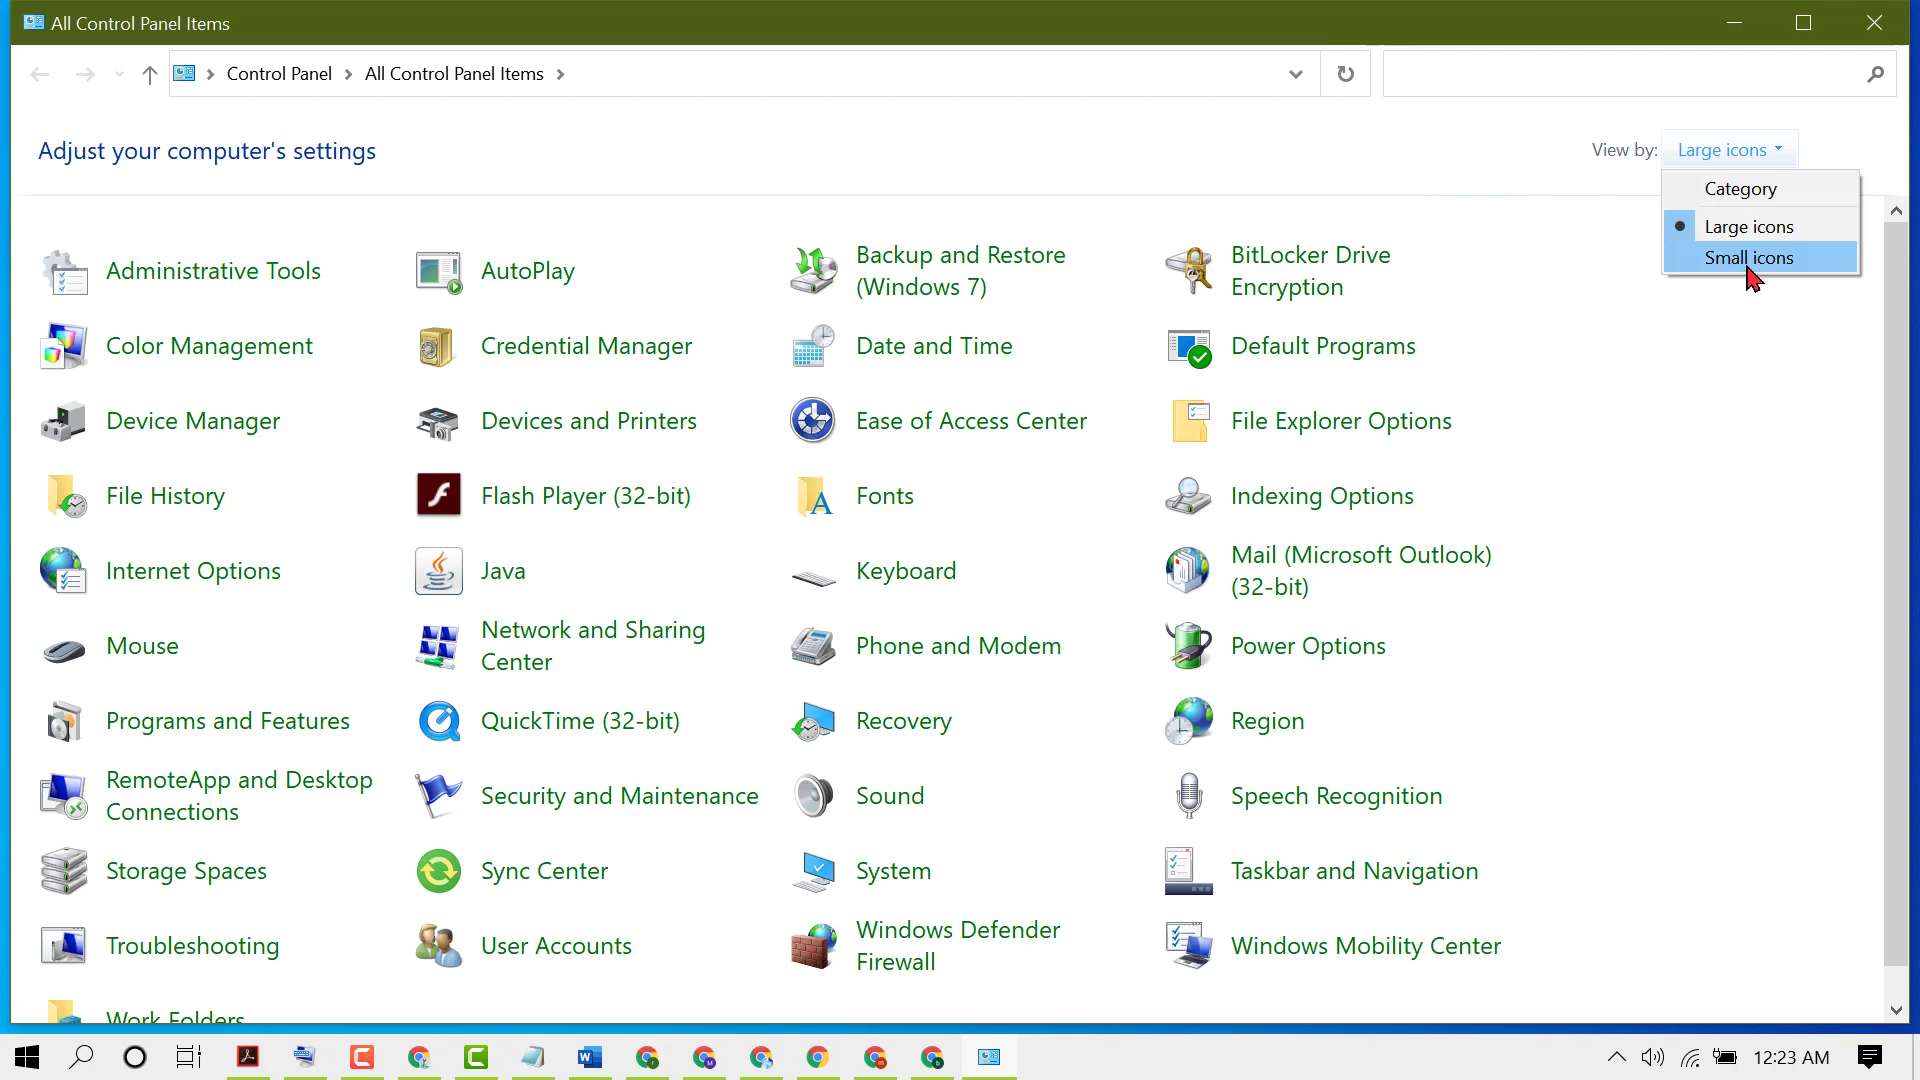 All Control Panel Items
Control Panel
All Control Panel Items
Adjust your computer's settings
View by:
Large icons
Category
Large icons
Small icons
Administrative Tools
AutoPlay
Backup and Restore
(Windows 7)
BitLocker Drive
Encryption
Color Management
Credential Manager
Date and Time
Default Programs
Device Manager
Devices and Printers
Ease of Access Center
File Explorer Options
File History
Flash Player (32-bit)
Fonts
Indexing Options
Internet Options
Java
Keyboard
Mail (Microsoft Outlook)
(32-bit)
Mouse
Network and Sharing
Center
Phone and Modem
Power Options
Programs and Features
QuickTime (32-bit)
Recovery
Region
RemoteApp and Desktop
Connections
Security and Maintenance
Sound
Speech Recognition
Storage Spaces
Sync Center
System
Taskbar and Navigation
Troubleshooting
User Accounts
Windows Defender
Firewall
Windows Mobility Center
Work Folders
12:23 AM